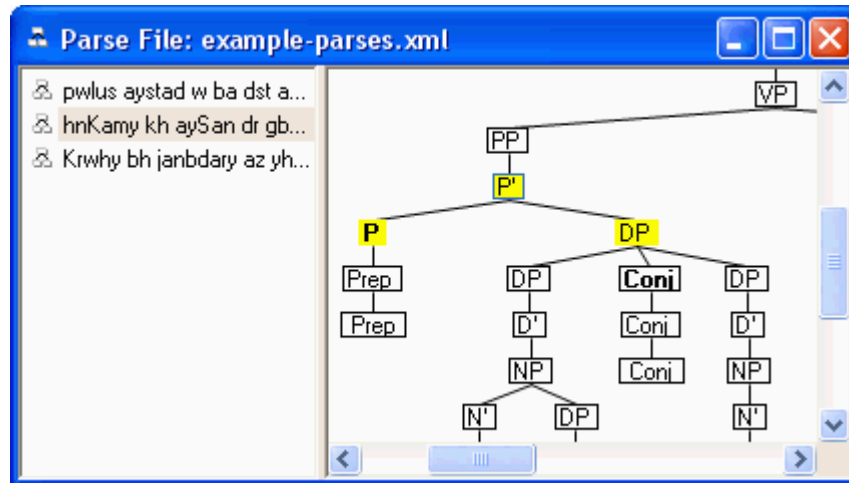 Parse File: example-parses.xml
pwlus aystad w ba dst a...
hnKamy kh aySan dr gb...
Krwhy bh janbdary az yh...
VP
PP
P'
P DP
Prep DP Conj DP
Prep D' Conj D'
NP Conj NP
N' DP N'